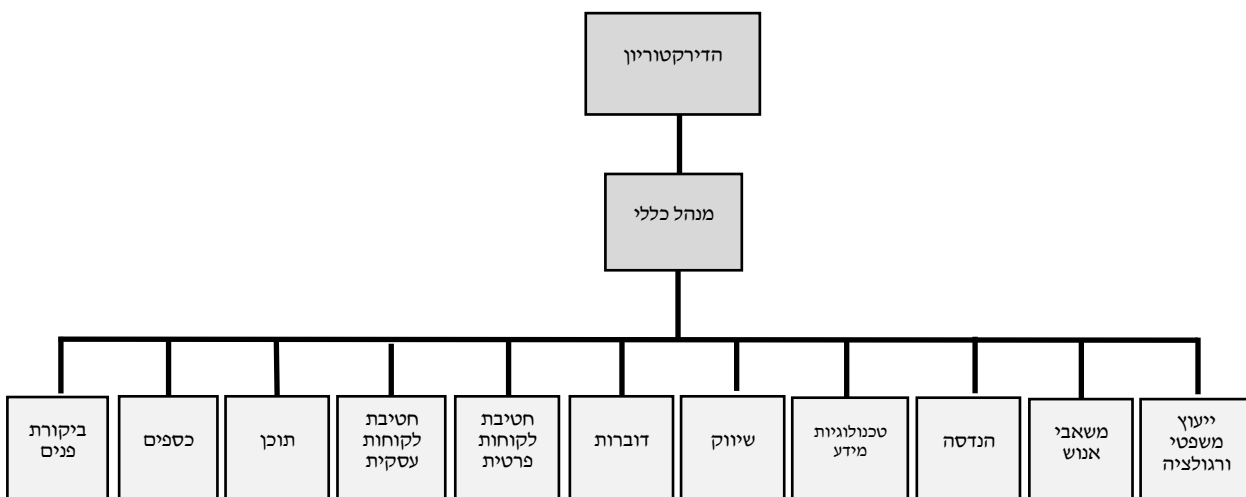 הדירקטוריון
מנהל כללי
ייעוץ
משפטי
ורגולציה
משאבי
אנוש
הנדסה
טכנולוגיות
מידע
שיווק
דוברות
חטיבת
לקוחות
פרטית
חטיבת
לקוחות
עסקית
תוכן
כספים
ביקורת
פנים